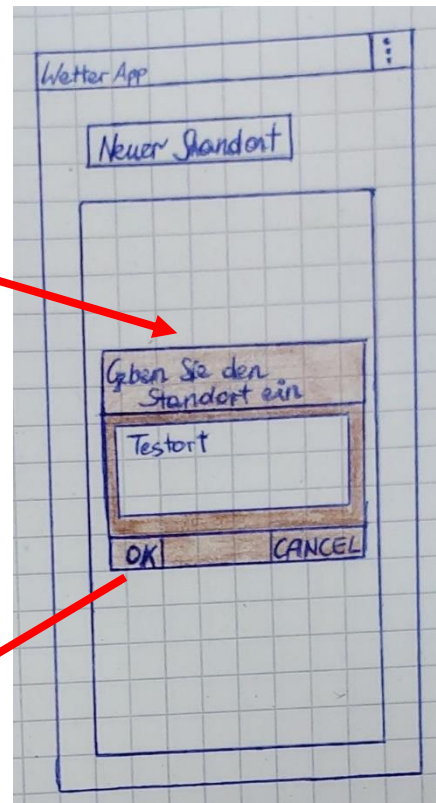 Wetter App
Neuer Standort
Geben Sie den
Standort ein
Testort
OK
CANCEL